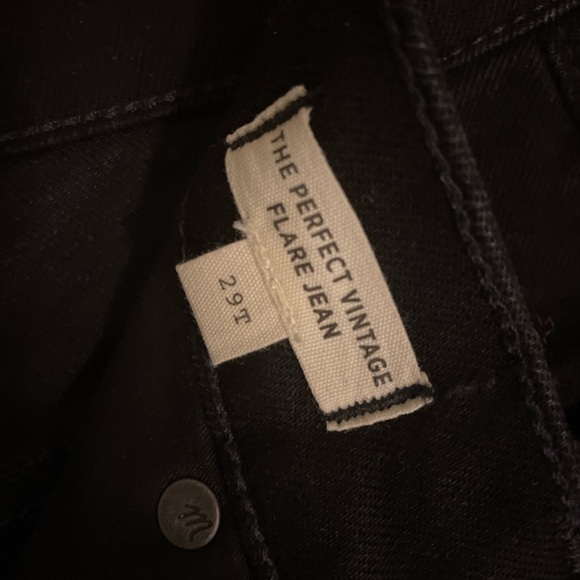 THE PERFECT VINTAGE
FLARE JEAN
29T
m